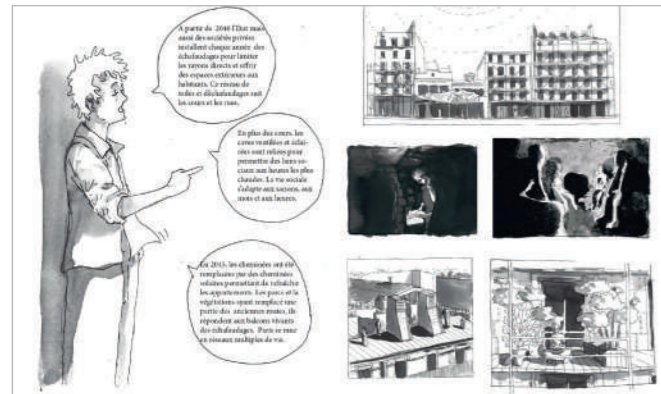 A partir de 2040 l'Etat mais
aussi des sociétés privées
installent chaque année des
échafaudages pour limiter
les rayons directs et offrir
des espaces extérieurs aux
habitants. Ce réseau de
toiles et d'échafaudages suit
les cours et les rues.
En plus des cours, les
caves ventilées et éclai-
rées sont reliées pour
permettre des liens so-
ciaux aux heures les plus
chaudes. La vie sociale
s'adapte aux saisons, aux
mois et aux heures.
En 2045, les cheminées ont été
remplacées par des cheminées
solaires permettant de rafraîchir
les appartements. Les parcs et la
végétations ayant remplacé une
partie des anciennes routes, ils
répondent aux balcons vivants
des échafaudages. Paris se mue
en réseaux multiples de vie.